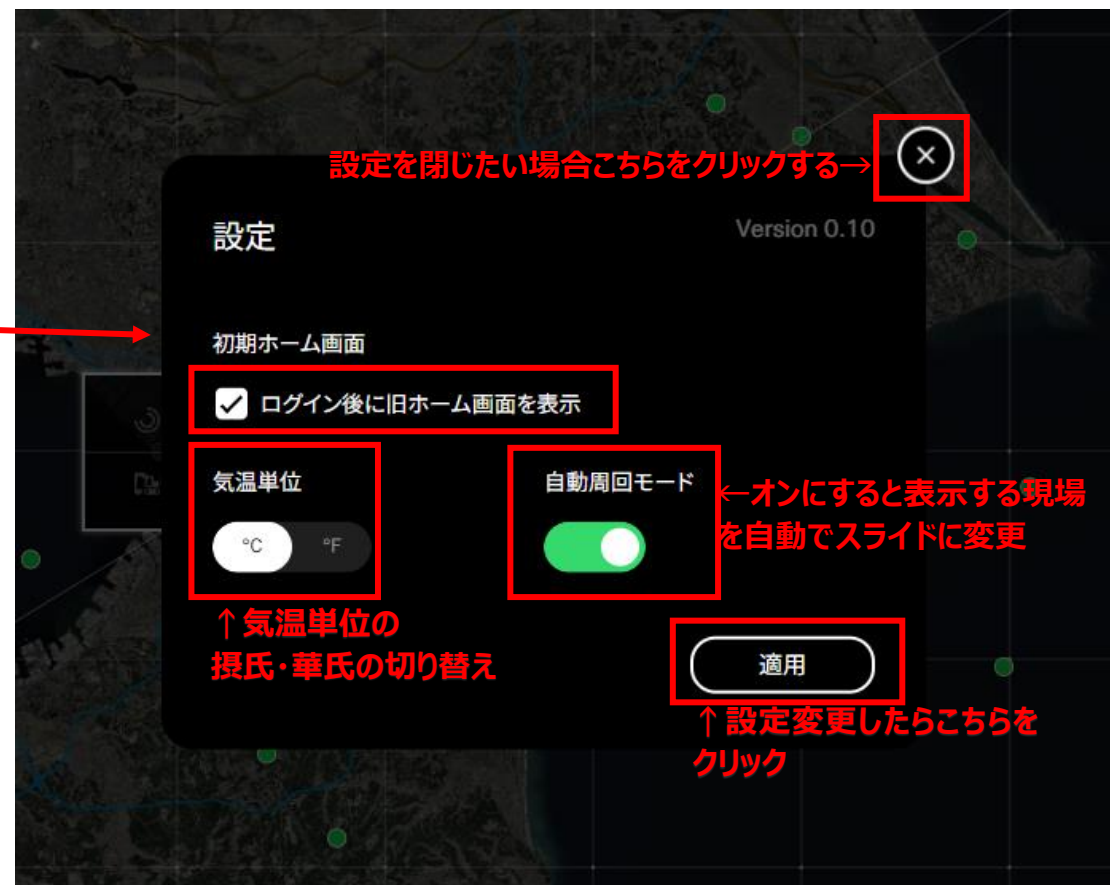 設定を閉じたい場合こちらをクリックする→
設定
Version 0.10
初期ホーム画面
ログイン後に旧ホーム画面を表示
気温単位
自動周回モード
←オンにすると表示する現場
を自動でスライドに変更
°C
°F
↑気温単位の
摂氏・華氏の切り替え
適用
↑設定変更したらこちらを
クリック